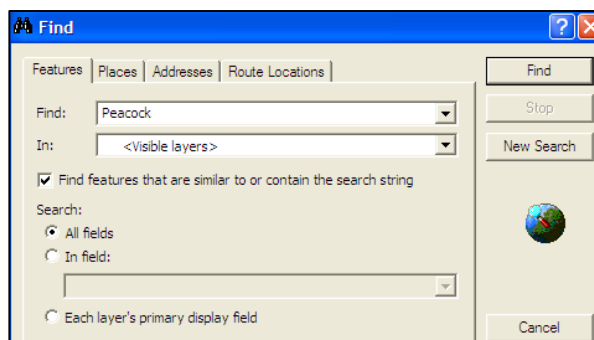 Find
Features Places Addresses Route Locations
Find: Peacock
In: <Visible layers>
Find features that are similar to or contain the search string
Search:
All fields
In field:
Each layer's primary display field
Find
Stop
New Search
Cancel